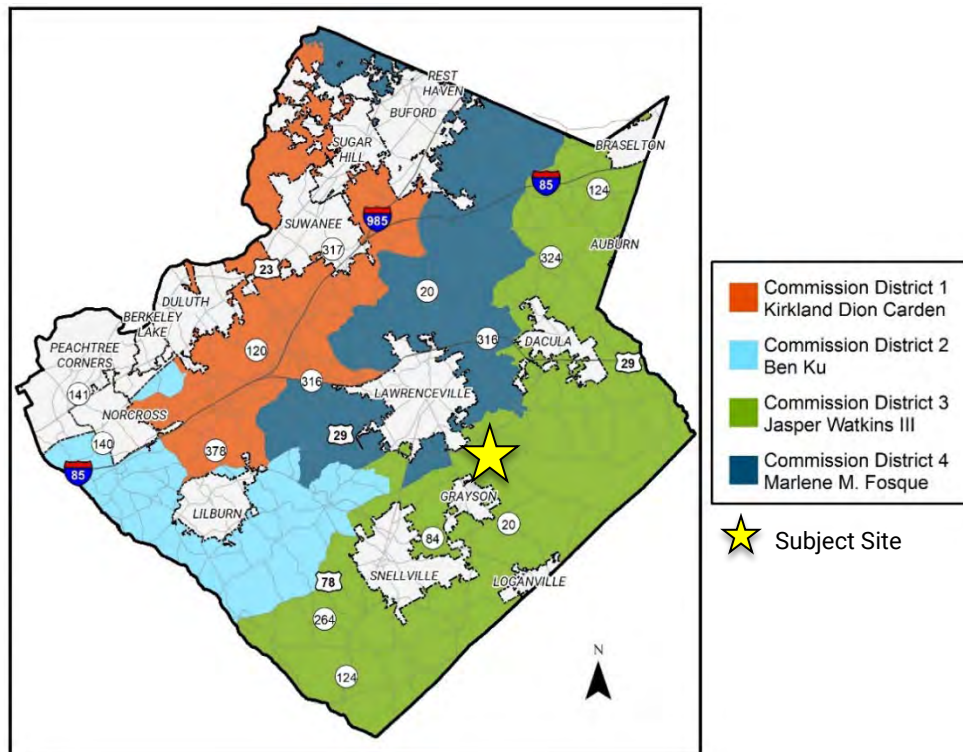 REST
HAVEN
BUFORD
SUGAR
HILL
BRASELTON
85
124
SUWANEE
985
317
AUBURN
324
23
20
DULUTH
BERKELEY
LAKE
PEACHTREE
CORNERS
120
316
DACULA
29
316
141
LAWRENCEVILLE
NORCROSS
29
140
378
85
LILBURN
GRAYSON
20
84
SNELLVILLE
78
LOGANVILLE
264
124
N
Commission District 1
Kirkland Dion Carden
Commission District 2
Ben Ku
Commission District 3
Jasper Watkins III
Commission District 4
Marlene M. Fosque
Subject Site